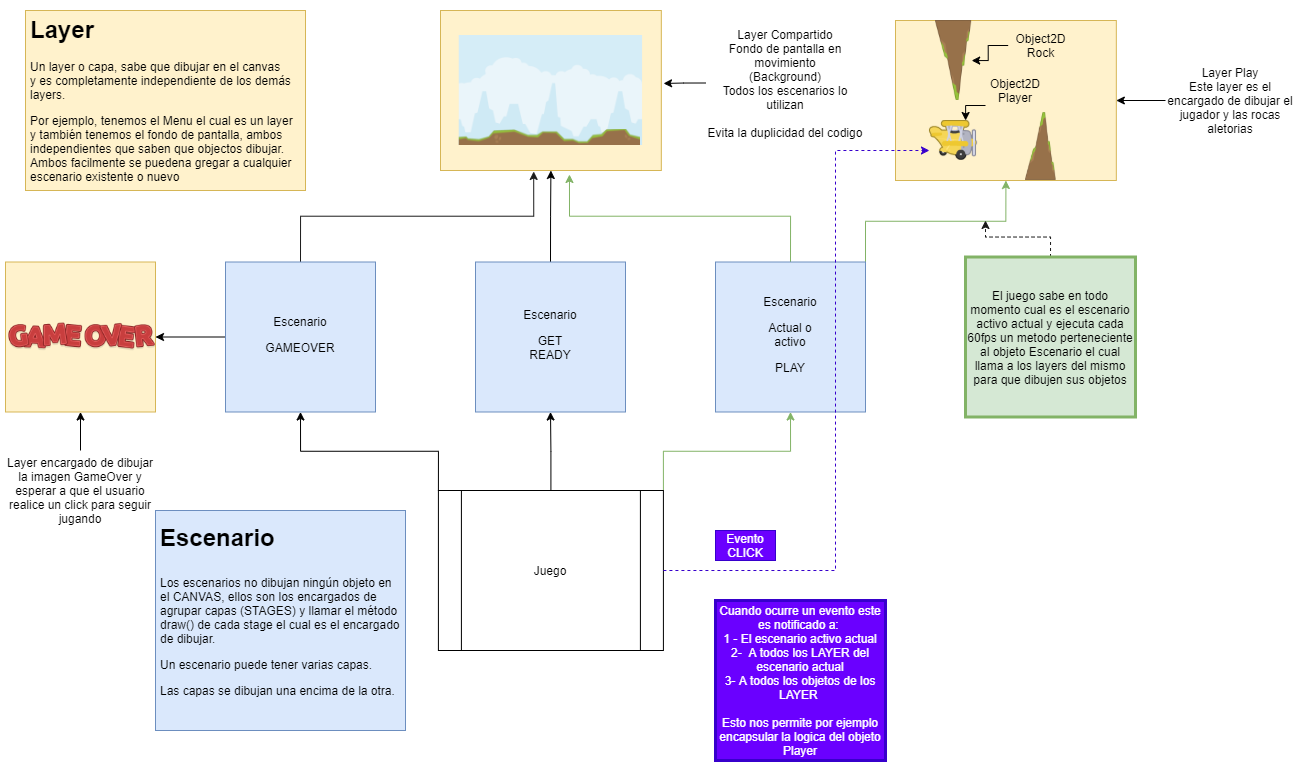 Layer
Un layer o capa, sabe que dibujar en el canvas
y es completamente independiente de los demás
layers.
Por ejemplo, tenemos el Menu el cual es un layer
y también tenemos el fondo de pantalla, ambos
independientes que saben que objetos dibujar.
Ambos facilmente se puedena gregar a cualquier
escenario existente o nuevo
Layer Compartido
Fondo de pantalla en
movimiento
(Background)
Todos los escenarios lo
utilizan
Evita la duplicidad del codigo
Object2D
Rock
Object2D
Player
Layer Play
Este layer es el
encargado de dibujar el
jugador y las rocas
aletorias
GAME OVER
Escenario
GAMEOVER
Escenario
GET
READY
Escenario
Actual o
activo
PLAY
El juego sabe en todo
momento cual es el escenario
activo actual y ejecuta cada
60fps un metodo perteneciente
al objeto Escenario el cual
llama a los layers del mismo
para que dibujen sus objetos
Layer encargado de dibujar
la imagen GameOver y
esperar a que el usuario
realice un click para seguir
jugando
Escenario
Los escenarios no dibujan ningún objeto en
el CANVAS, ellos son los encargados de
agrupar capas (STAGES) y llamar el método
draw() de cada stage el cual es el encargado
de dibujar.
Un escenario puede tener varias capas.
Las capas se dibujan una encima de la otra.
Juego
Evento
CLICK
Cuando ocurre un evento este
es notificado a:
1 - El escenario activo actual
2- A todos los LAYER del
escenario actual
3- A todos los objetos de los
LAYER
Esto nos permite por ejemplo
encapsular la logica del objeto
Player